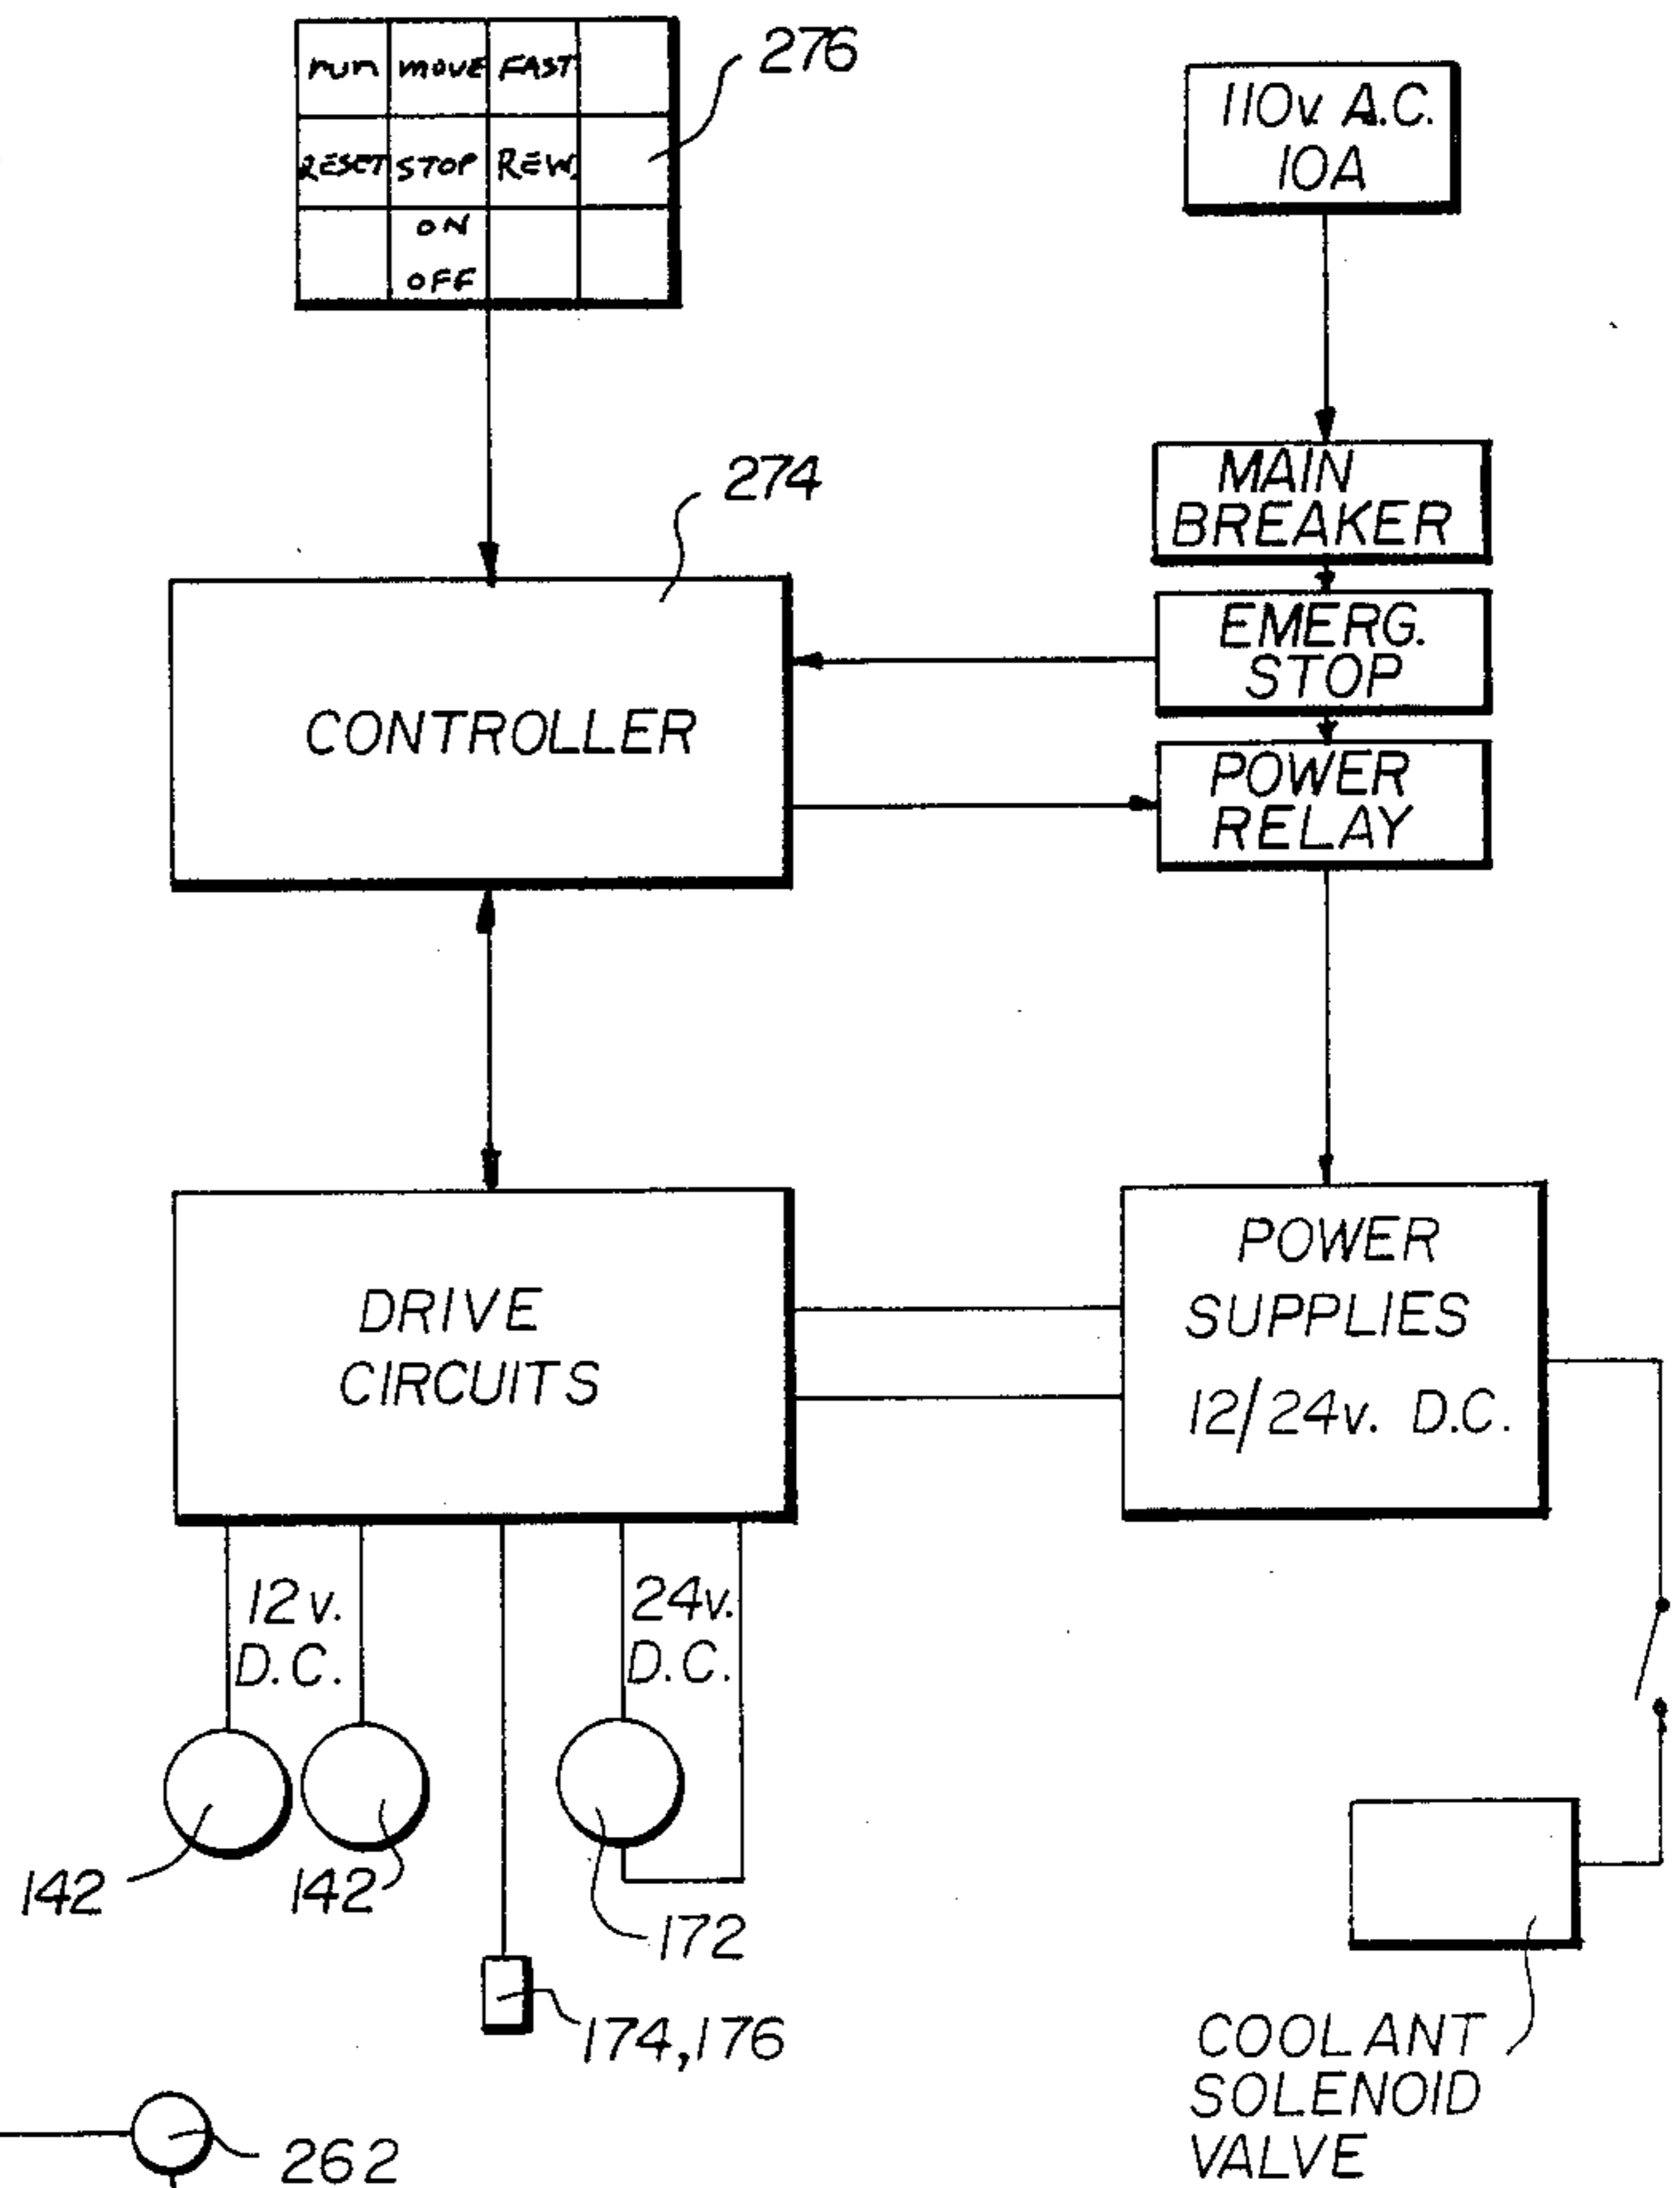 run MOVE FAST
RESET STOP REW.
ON
OFF
276
110v. A.C.
10A
274
MAIN
BREAKER
EMERG.
STOP
CONTROLLER
POWER
RELAY
DRIVE
CIRCUITS
POWER
SUPPLIES
12/24v. D.C.
12v.
D.C.
24v.
D.C.
142
142
172
174,176
COOLANT
SOLENOID
VALVE
262